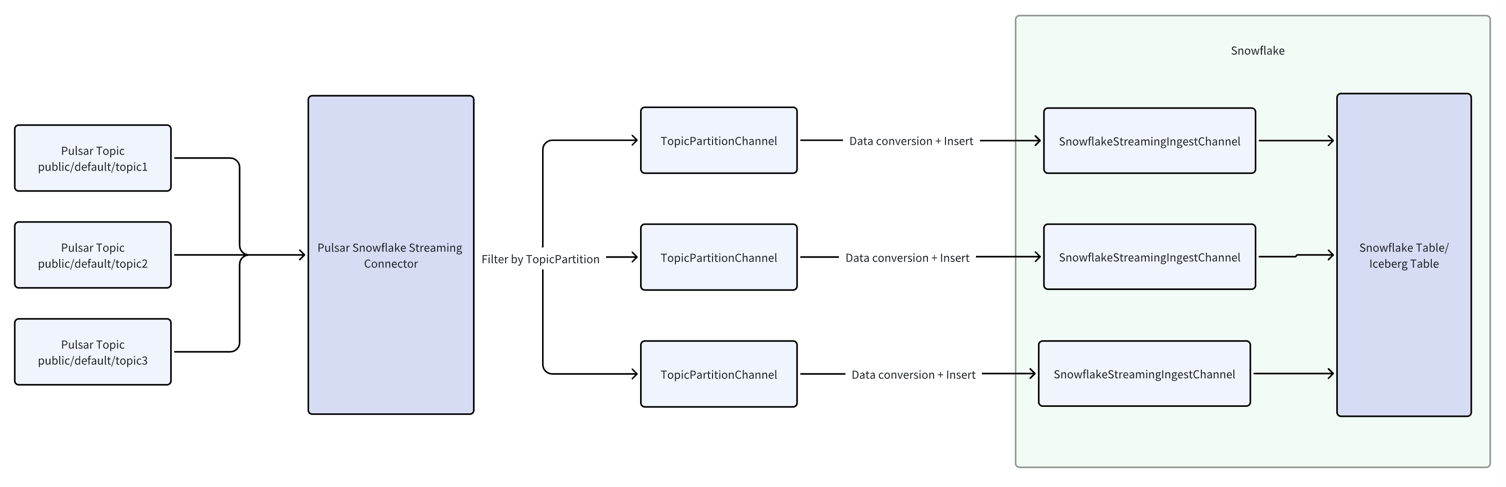 Snowflake
Pulsar Topic
public/default/topic1
Pulsar Topic
public/default/topic2
Pulsar Topic
public/default/topic3
Pulsar Snowflake Streaming
Connector
Filter by TopicPartition
TopicPartitionChannel
Data conversion + Insert
SnowflakeStreamingIngestChannel
TopicPartitionChannel
Data conversion + Insert
SnowflakeStreamingIngestChannel
TopicPartitionChannel
Data conversion + Insert
SnowflakeStreamingIngestChannel
Snowflake Table/
Iceberg Table